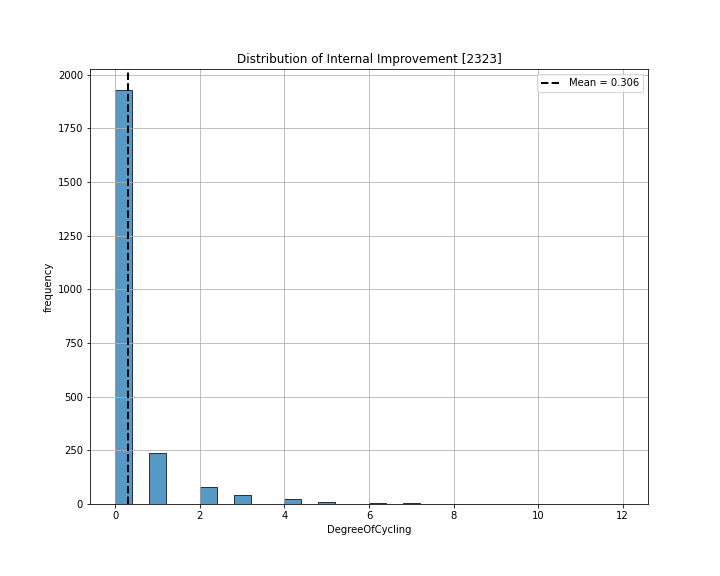 Distribution of Internal Improvement [2323]
Mean = 0.306
2000
1750
1500
1250
1000
750
500
250
0
frequency
0 2 4 6 8 10 12
DegreeOfCycling